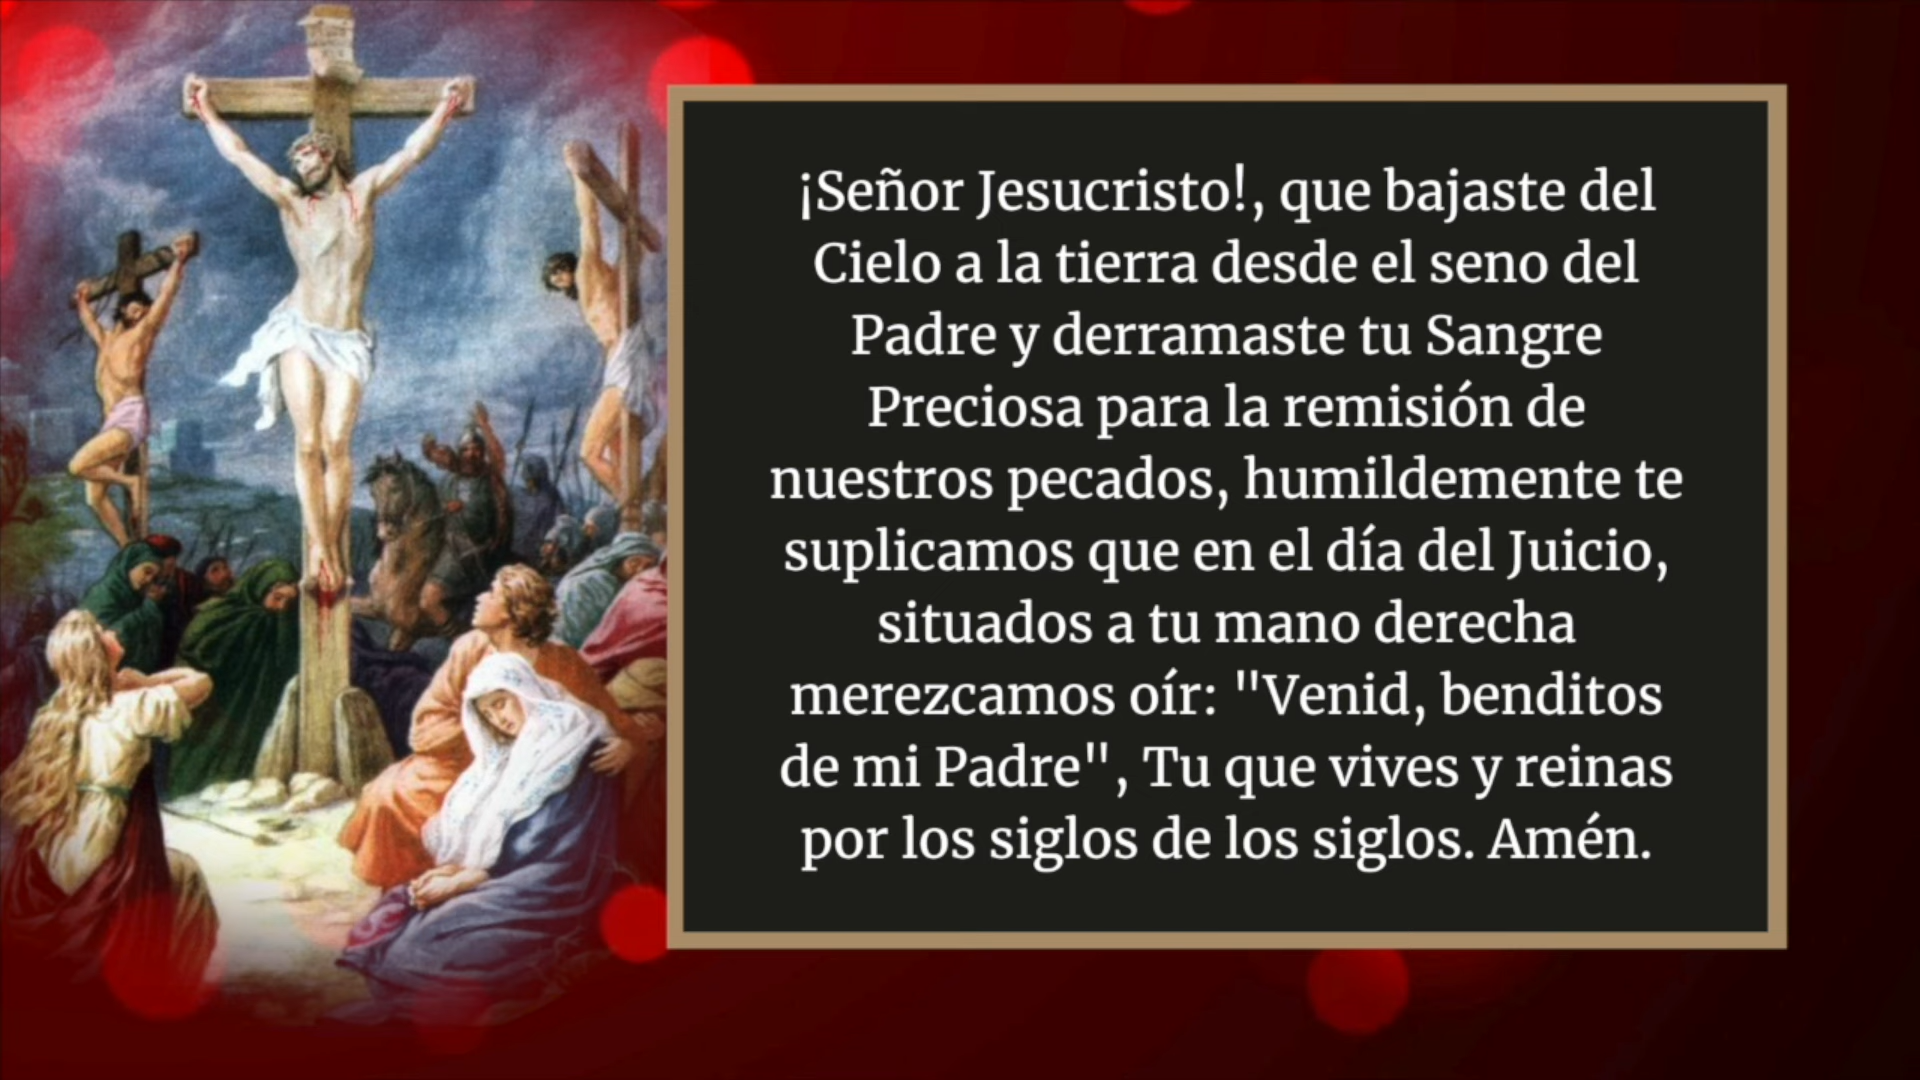 ¡Señor Jesucristo!, que bajaste del
Cielo a la tierra desde el seno del
Padre y derramaste tu Sangre
Preciosa para la remisión de
nuestros pecados, humildemente te
suplicamos que en el día del Juicio,
situados a tu mano derecha
merezcamos oír: "Venid, benditos
de mi Padre", Tu que vives y reinas
por los siglos de los siglos. Amén.